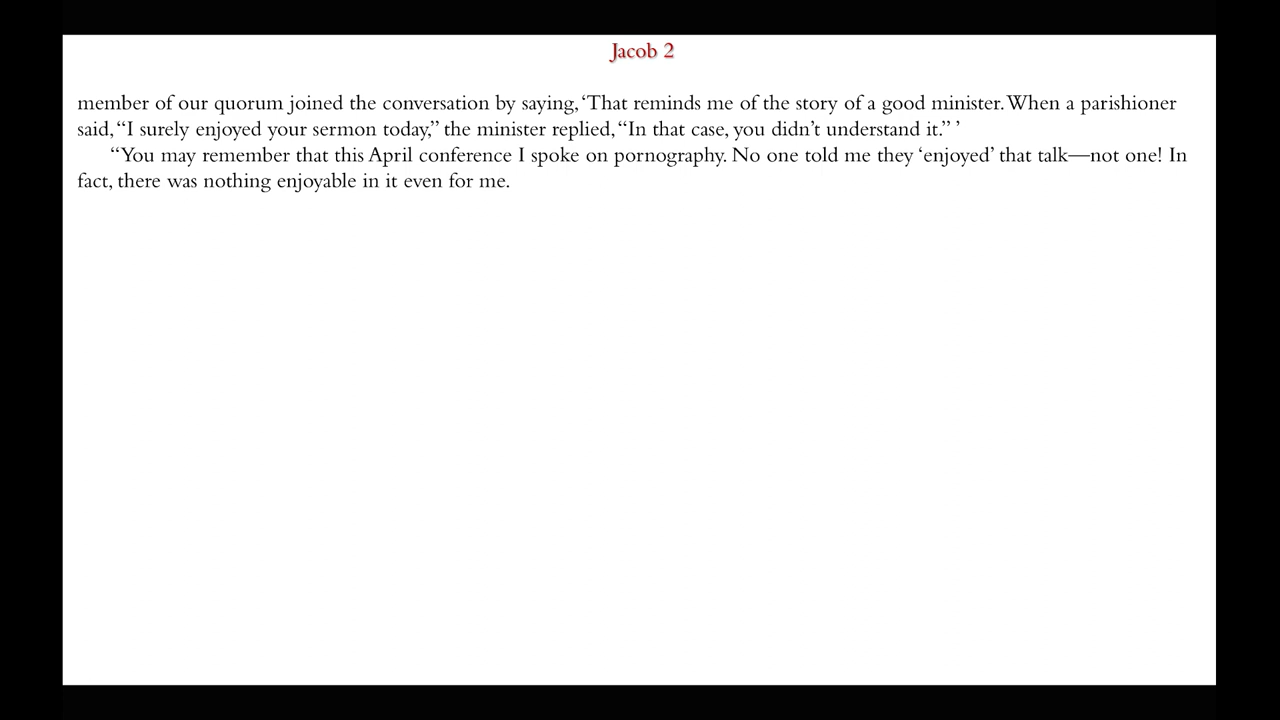 Jacob 2
member of our quorum joined the conversation by saying, ‘That reminds me of the story of a good minister. When a parishioner
said, “I surely enjoyed your sermon today,” the minister replied, “In that case, you didn’t understand it.” ’
“You may remember that this April conference I spoke on pornography. No one told me they ‘enjoyed’ that talk—not one! In
fact, there was nothing enjoyable in it even for me.